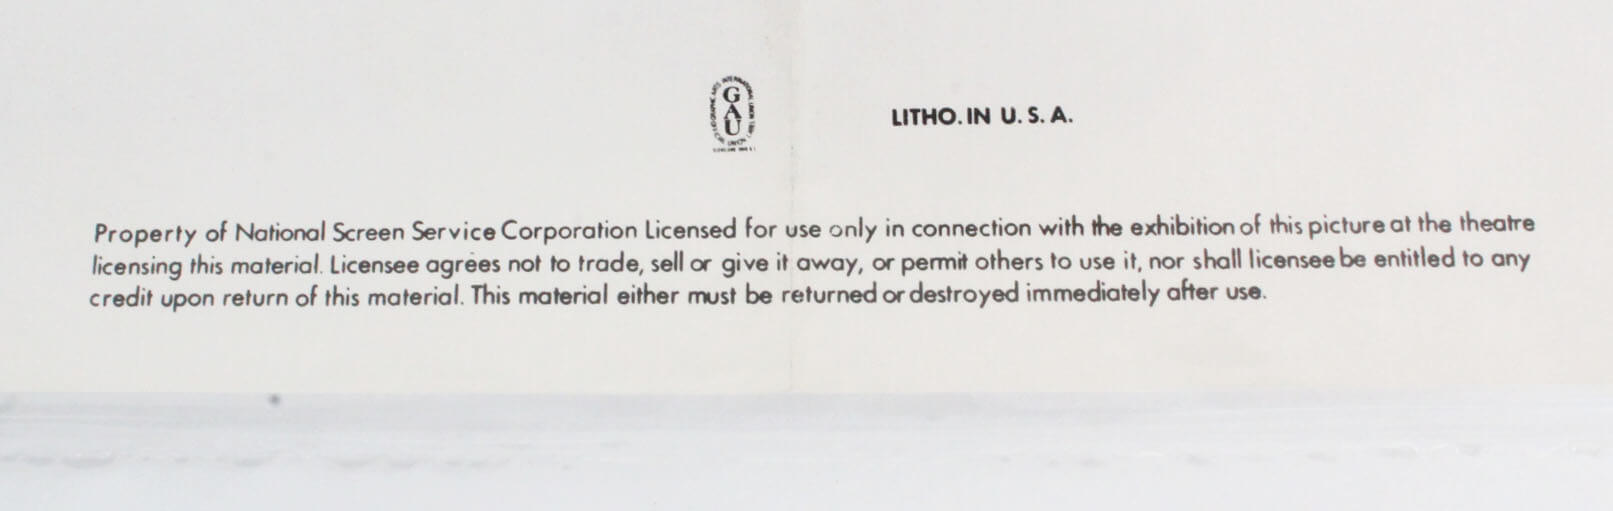 GAU
LITHO. IN U. S. A.
Property of National Screen Service Corporation Licensed for use only in connection with the exhibition of this picture at the theatre
licensing this material. Licensee agrees not to trade, sell or give it away, or permit others to use it, nor shall licensee be entitled to any
credit upon return of this material. This material either must be returned or destroyed immediately after use.